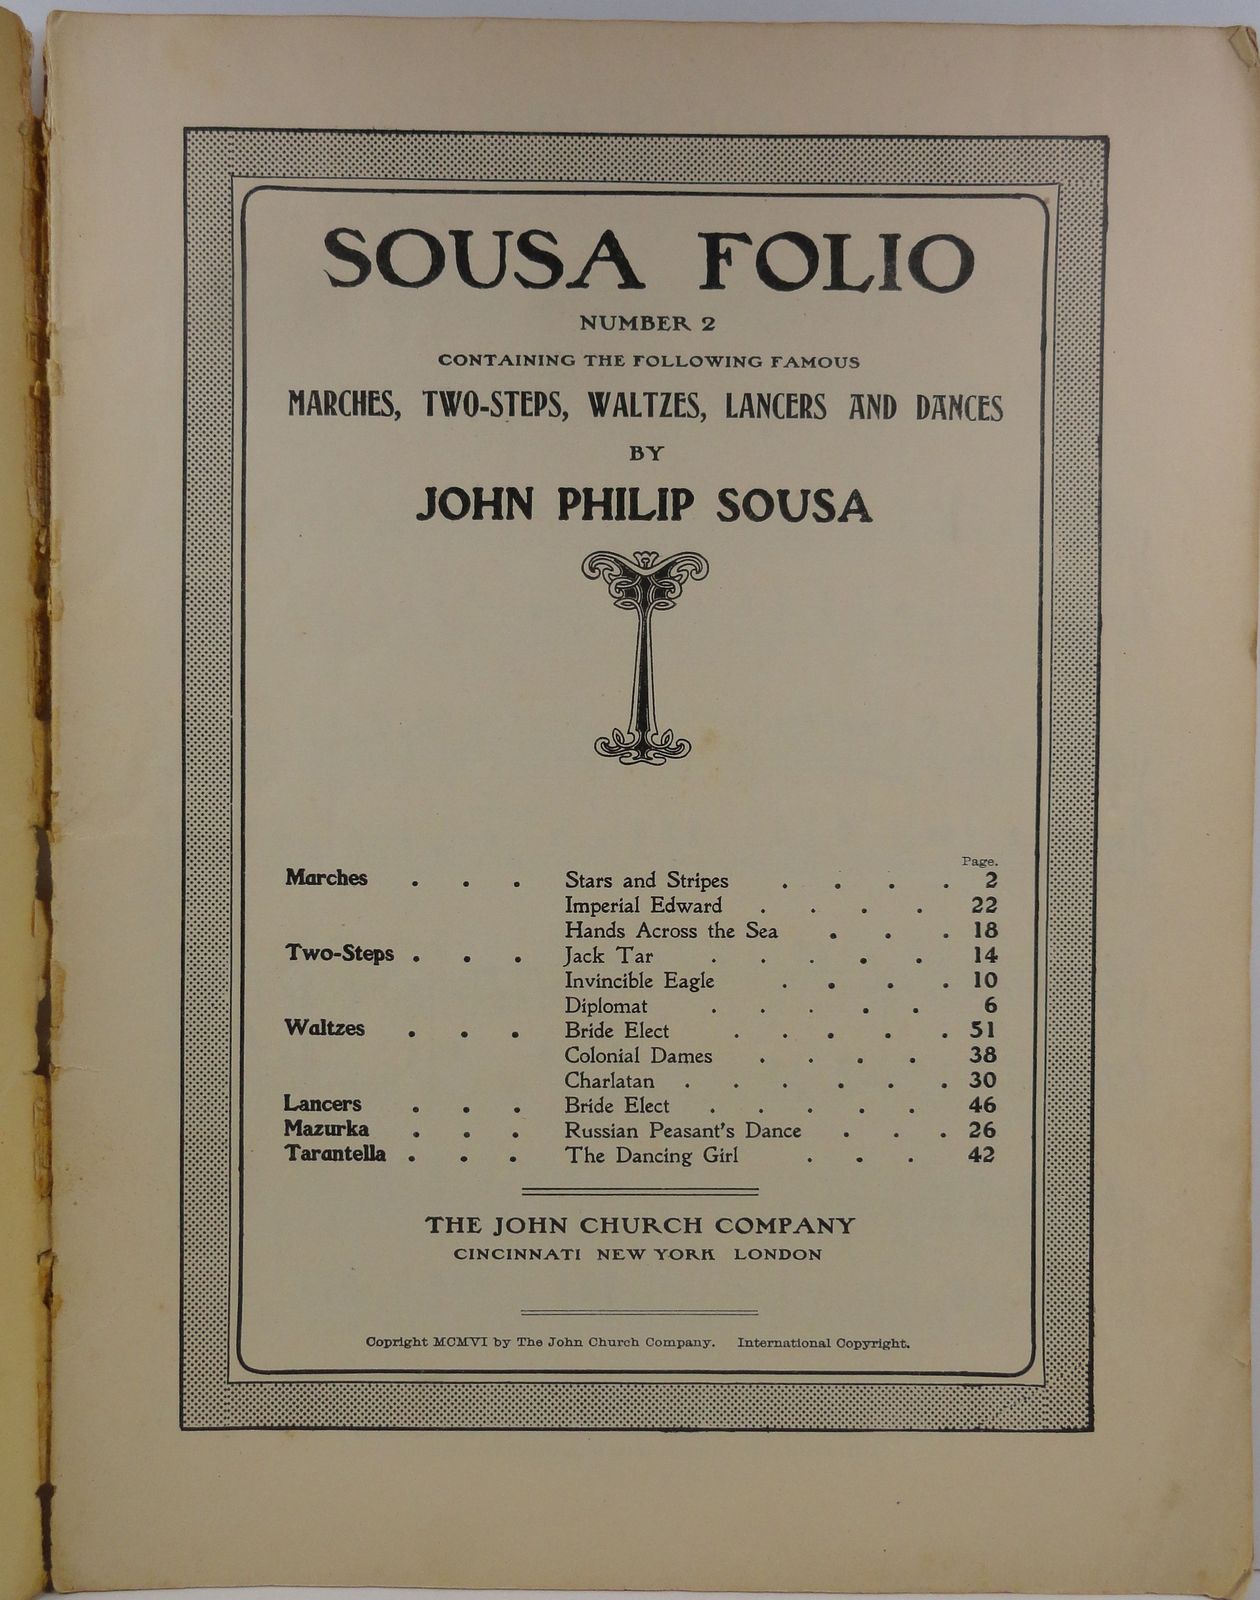 SOUSA FOLIO
NUMBER 2
CONTAINING THE FOLLOWING FAMOUS
MARCHES, TWO-STEPS, WALTZES, LANCERS AND DANCES
BY
JOHN PHILIP SOUSA
Page.
Marches . . . Stars and Stripes . . . . 2
Imperial Edward . . . . 22
Hands Across the Sea . . . 18
Two-Steps . . . Jack Tar . . . . . 14
Invincible Eagle . . . . 10
Diplomat . . . . . 6
Waltzes . . . Bride Elect . . . . . 51
Colonial Dames . . . . 38
Charlatan . . . . . . 30
Lancers . . . Bride Elect . . . . . 46
Mazurka . . . Russian Peasant's Dance . . . 26
Tarantella . . . The Dancing Girl . . . 42
THE JOHN CHURCH COMPANY
CINCINNATI NEW YORK LONDON
Copright MCMVI by The John Church Company. International Copyright.